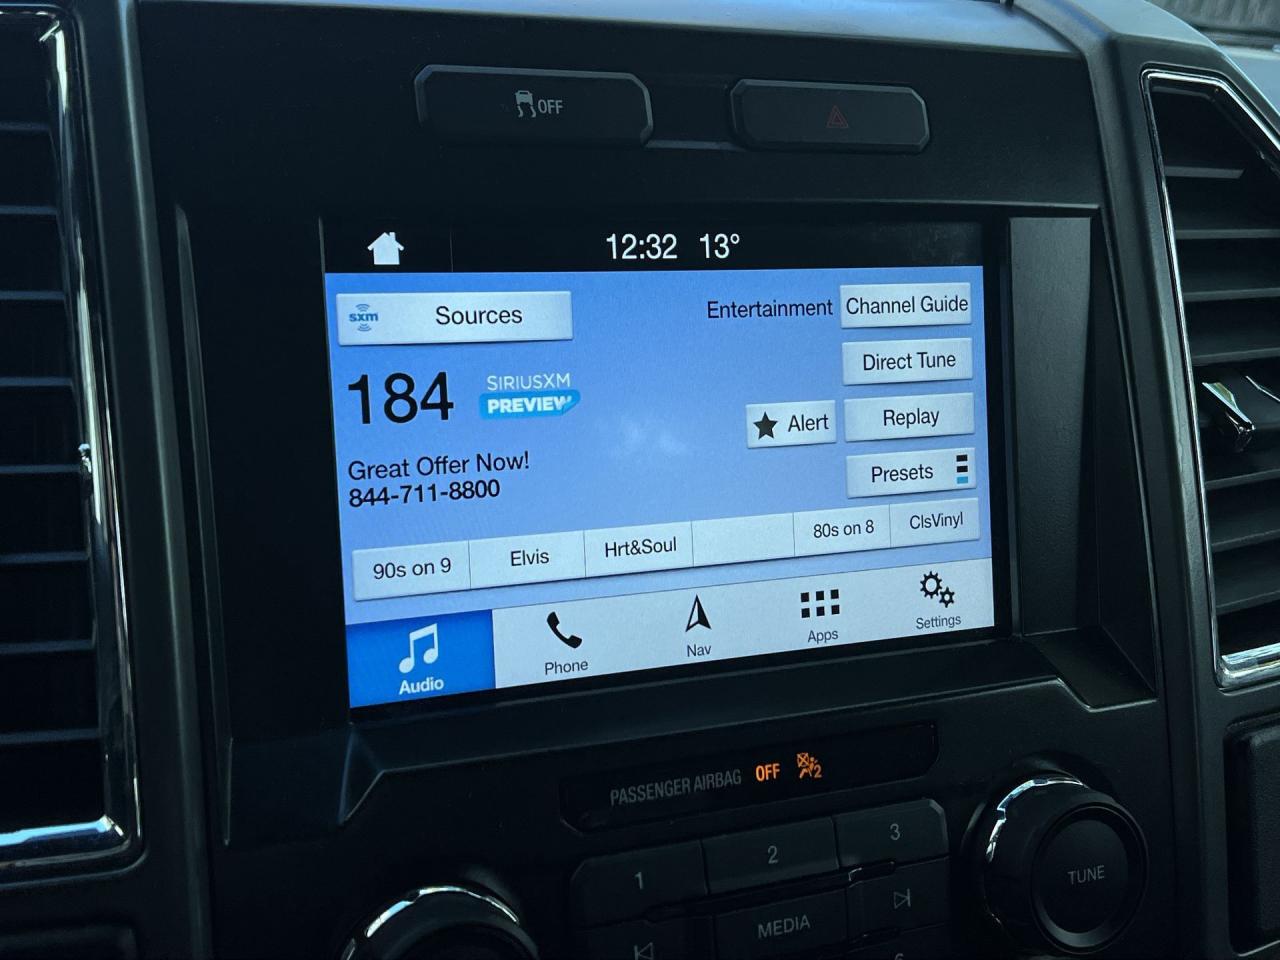 OFF
12:32 13°
sxm Sources
Entertainment
Channel Guide
184
SIRIUSXM
PREVIEW
Direct Tune
Alert
Replay
Great Offer Now!
844-711-8800
Presets
90s on 9
Elvis
Hrt&Soul
80s on 8
ClsVinyl
Audio
Phone
Nav
Apps
Settings
PASSENGER AIRBAG OFF 2
1
2
3
MEDIA
TUNE